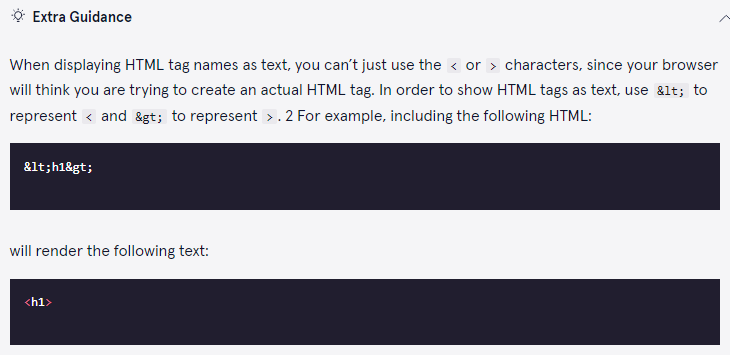 Extra Guidance
When displaying HTML tag names as text, you can’t just use the < or > characters, since your browser
will think you are trying to create an actual HTML tag. In order to show HTML tags as text, use &lt; to
represent < and &gt; to represent >. 2 For example, including the following HTML:
&lt;h1&gt;
will render the following text:
<h1>